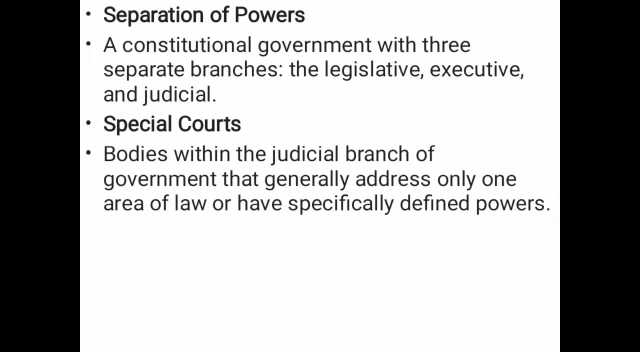 • Separation of Powers
• A constitutional government with three
separate branches: the legislative, executive,
and judicial.
• Special Courts
• Bodies within the judicial branch of
government that generally address only one
area of law or have specifically defined powers.